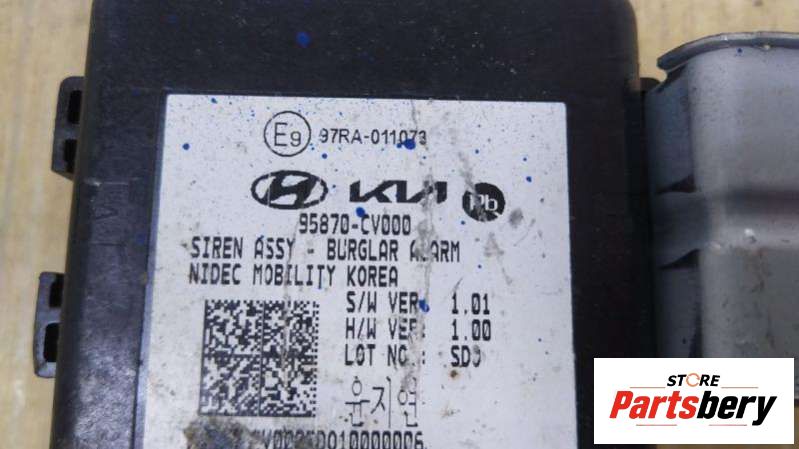 E9 97RA-011073
KIA Pb
95870-CV000
SIREN ASSY - BURGLAR ALARM
NIDEC MOBILITY KOREA
S/W VER: 1.01
H/W VER: 1.00
LOT NO.:
윤지연
STORE
Partsbery